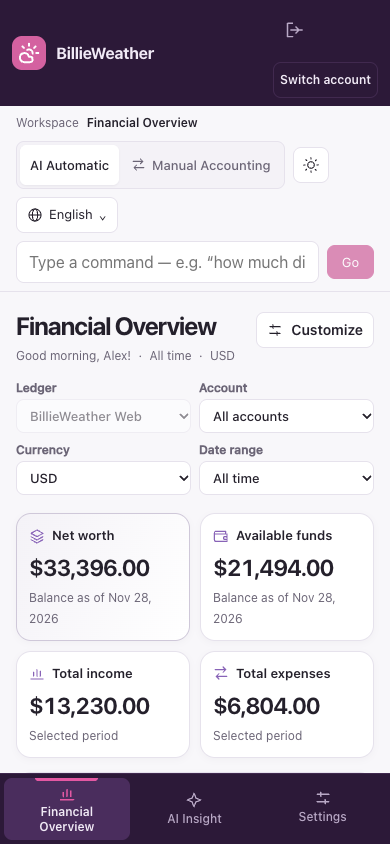 BillieWeather
Switch account
Workspace Financial Overview
AI Automatic Manual Accounting
English
Type a command — e.g. “how much di
Go
Financial Overview
Customize
Good morning, Alex! · All time · USD
Ledger Account
BillieWeather Web All accounts
Currency Date range
USD All time
Net worth
$33,396.00
Balance as of Nov 28,
2026
Available funds
$21,494.00
Balance as of Nov 28,
2026
Total income
$13,230.00
Selected period
Total expenses
$6,804.00
Selected period
Financial
Overview
AI Insight
Settings